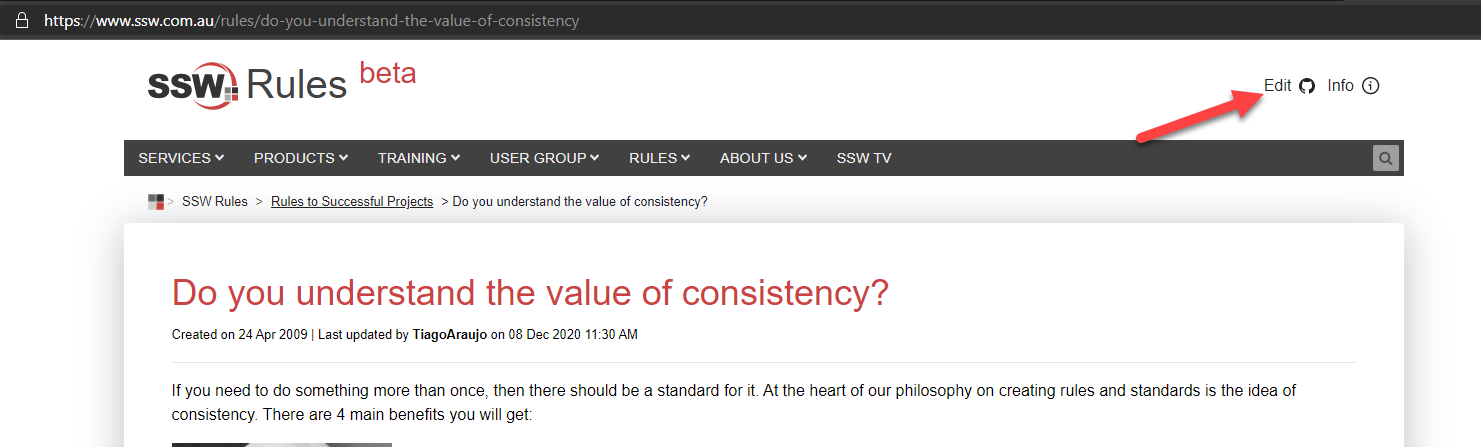 https://www.ssw.com.au/rules/do-you-understand-the-value-of-consistency
SSW Rules beta
Edit Info
SERVICES PRODUCTS TRAINING USER GROUP RULES ABOUT US SSW TV
> SSW Rules > Rules to Successful Projects > Do you understand the value of consistency?
Do you understand the value of consistency?
Created on 24 Apr 2009 | Last updated by TiagoAraujo on 08 Dec 2020 11:30 AM
If you need to do something more than once, then there should be a standard for it. At the heart of our philosophy on creating rules and standards is the idea of
consistency. There are 4 main benefits you will get: